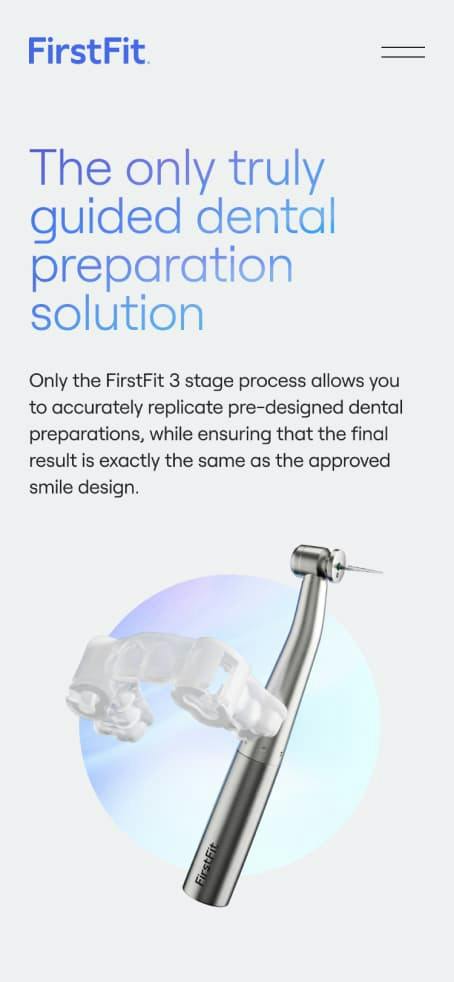 FirstFit.
The only truly
guided dental
preparation
solution
Only the FirstFit 3 stage process allows you
to accurately replicate pre-designed dental
preparations, while ensuring that the final
result is exactly the same as the approved
smile design.
FirstFit